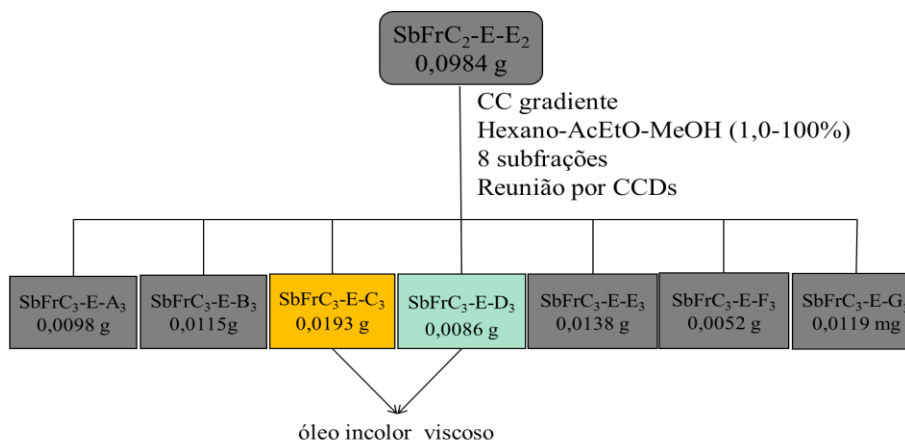 SbFrC₂-E-E₂
0,0984 g
CC gradiente
Hexano-AcEtO-MeOH (1,0-100%)
8 subfrações
Reunião por CCDs
SbFrC₃-E-A₃
0,0098 g
SbFrC₃-E-B₃
0,0115g
SbFrC₃-E-C₃
0,0193 g
SbFrC₃-E-D₃
0,0086 g
SbFrC₃-E-E₃
0,0138 g
SbFrC₃-E-F₃
0,0052 g
SbFrC₃-E-G₃
0,0119 mg
óleo incolor viscoso